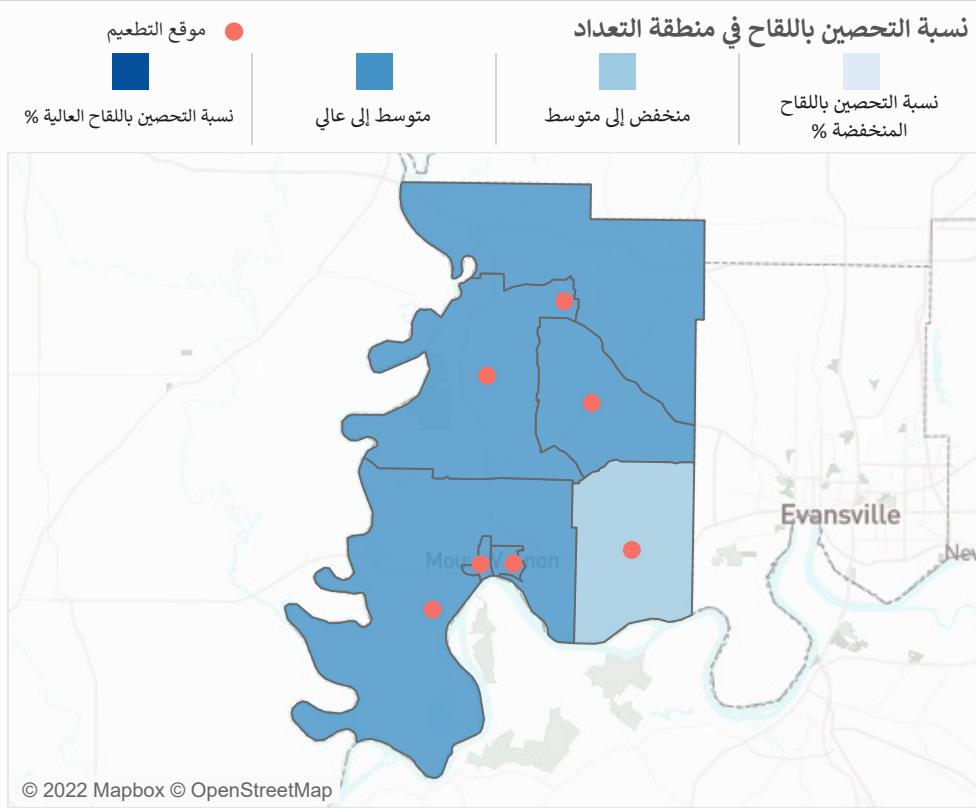 نسبة التحصين باللقاح في منطقة التعداد
موقع التطعيم
نسبة التحصين باللقاح
المنخفضة %
منخفض إلى متوسط
متوسط إلى عالي
نسبة التحصين باللقاح العالية %
Evansville
Mount Vernon
New
© 2022 Mapbox © OpenStreetMap